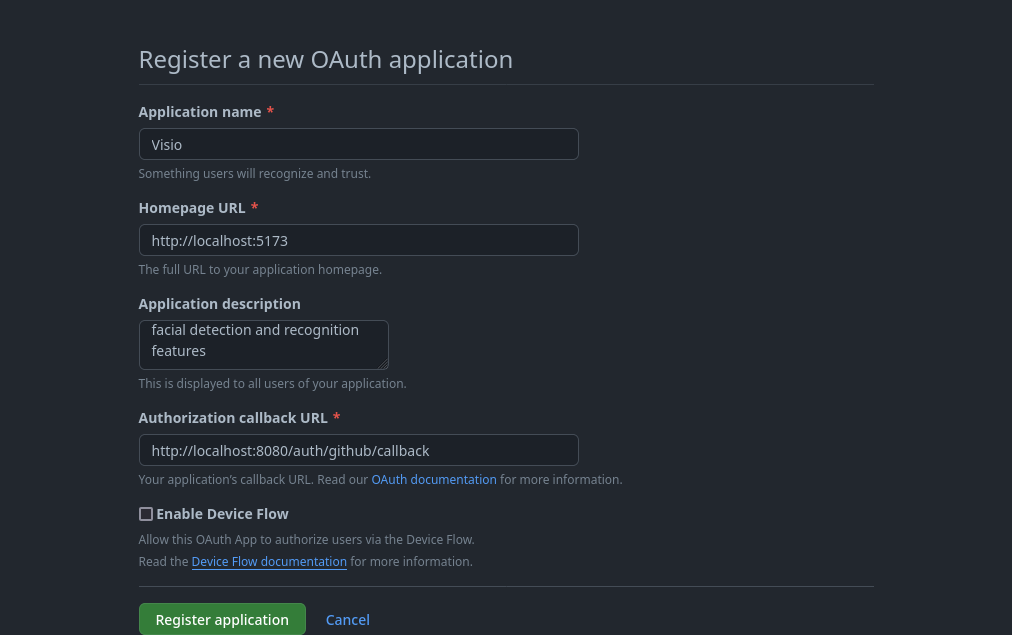 Register a new OAuth application
Application name *
Visio
Something users will recognize and trust.
Homepage URL *
http://localhost:5173
The full URL to your application homepage.
Application description
facial detection and recognition
features
This is displayed to all users of your application.
Authorization callback URL *
http://localhost:8080/auth/github/callback
Your application’s callback URL. Read our OAuth documentation for more information.
Enable Device Flow
Allow this OAuth App to authorize users via the Device Flow.
Read the Device Flow documentation for more information.
Register application Cancel